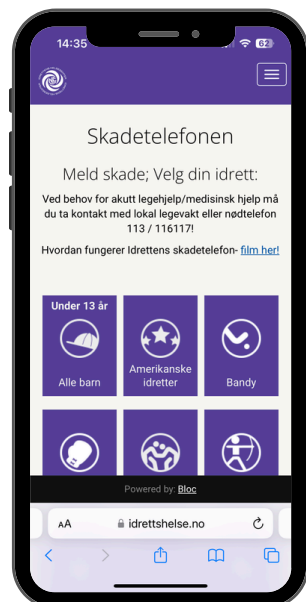 14:35
62
Skadetelefonen
Meld skade; Velg din idrett:
Ved behov for akutt legehjelp/medisinsk hjelp må
du ta kontakt med lokal legevakt eller nødtelefon
113 / 116117!
Hvordan fungerer Idrettens skadetelefon- film her!
Under 13 år
Alle barn
Amerikanske
idretter
Bandy
Powered by: Bloc
AA
idrettshelse.no